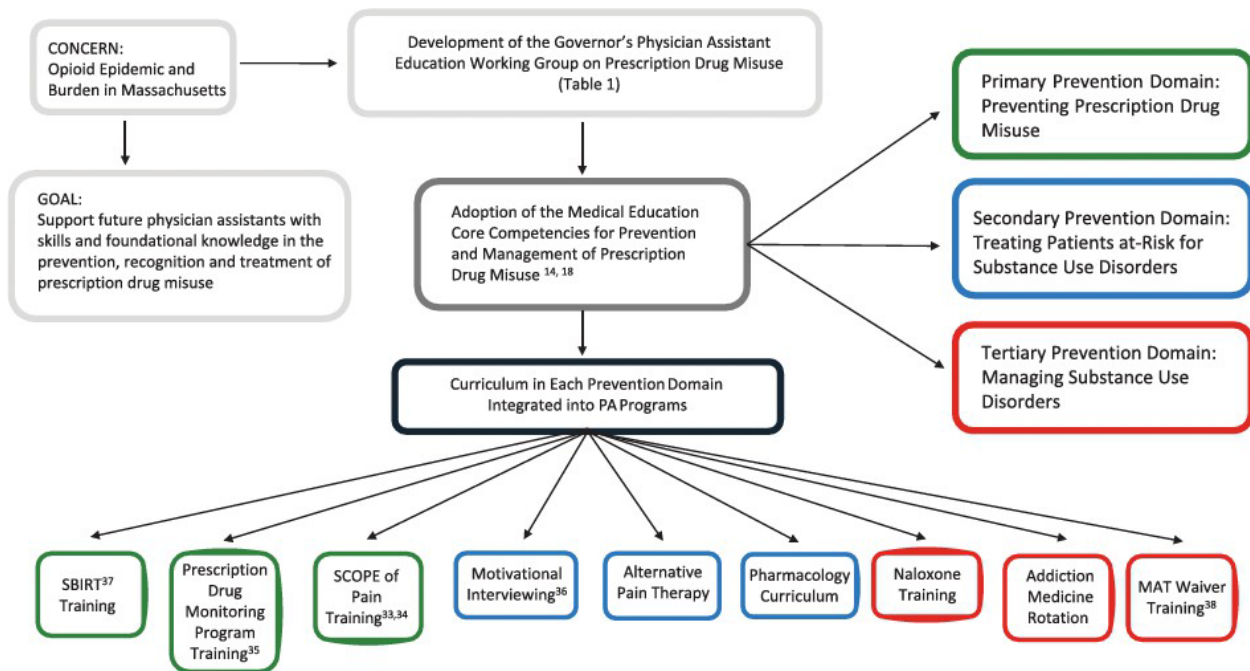 CONCERN:
Opioid Epidemic and
Burden in Massachusetts
Development of the Governor's Physician Assistant
Education Working Group on Prescription Drug Misuse
(Table 1)
Primary Prevention Domain:
Preventing Prescription Drug
Misuse
GOAL:
Support future physician assistants with
skills and foundational knowledge in the
prevention, recognition and treatment of
prescription drug misuse
Adoption of the Medical Education
Core Competencies for Prevention
and Management of Prescription
Drug Misuse 14, 18
Secondary Prevention Domain:
Treating Patients at-Risk for
Substance Use Disorders
Tertiary Prevention Domain:
Managing Substance Use
Disorders
Curriculum in Each Prevention Domain
Integrated into PA Programs
SBIRT37
Training
Prescription
Drug
Monitoring
Program
Training35
SCOPE of
Pain
Training33,34
Motivational
Interviewing36
Alternative
Pain Therapy
Pharmacology
Curriculum
Naloxone
Training
Addiction
Medicine
Rotation
MAT Waiver
Training38